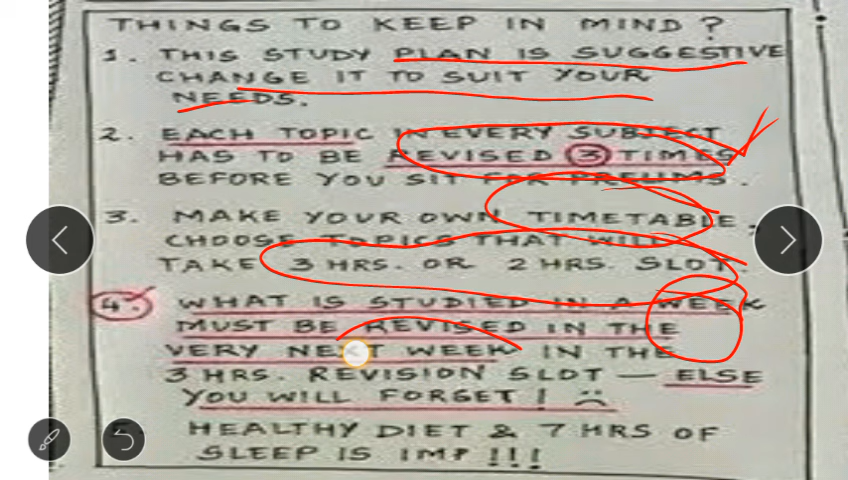 THINGS TO KEEP IN MIND?
1. THIS STUDY PLAN IS SUGGESTIVE
CHANGE IT TO SUIT YOUR
NEEDS.
2. EACH TOPIC IN EVERY SUBJECT
HAS TO BE REVISED 3 TIMES
BEFORE YOU SIT FOR PRELIMS.
3. MAKE YOUR OWN TIMETABLE.
CHOOSE TOPICS THAT WILL
TAKE 3 HRS. OR 2 HRS. SLOT.
4. WHAT IS STUDIED IN A WEEK
MUST BE REVISED IN THE
VERY NEXT WEEK IN THE
3 HRS. REVISION SLOT — ELSE
YOU WILL FORGET! ☹
5. HEALTHY DIET & 7 HRS OF
SLEEP IS IMP !!!